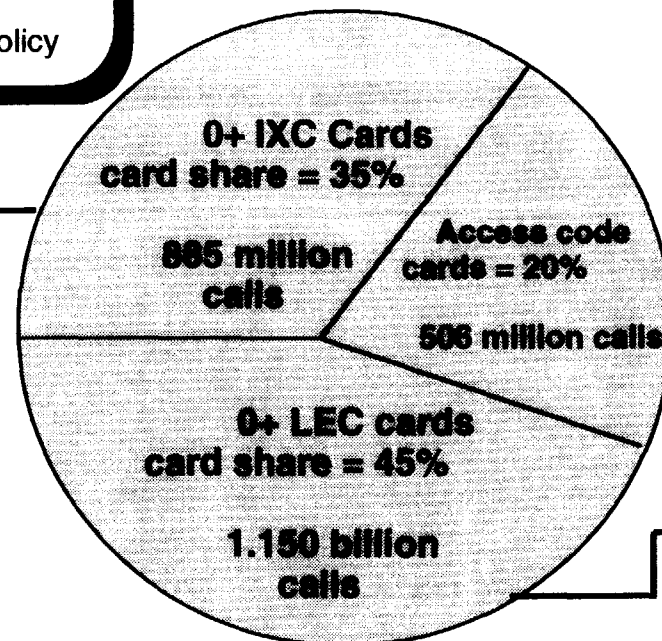 olicy
0+ IXC Cards
card share = 35%
885 million
calls
Access code
cards = 20%
506 million calls
0+ LEC cards
card share = 45%
1.150 billion
calls